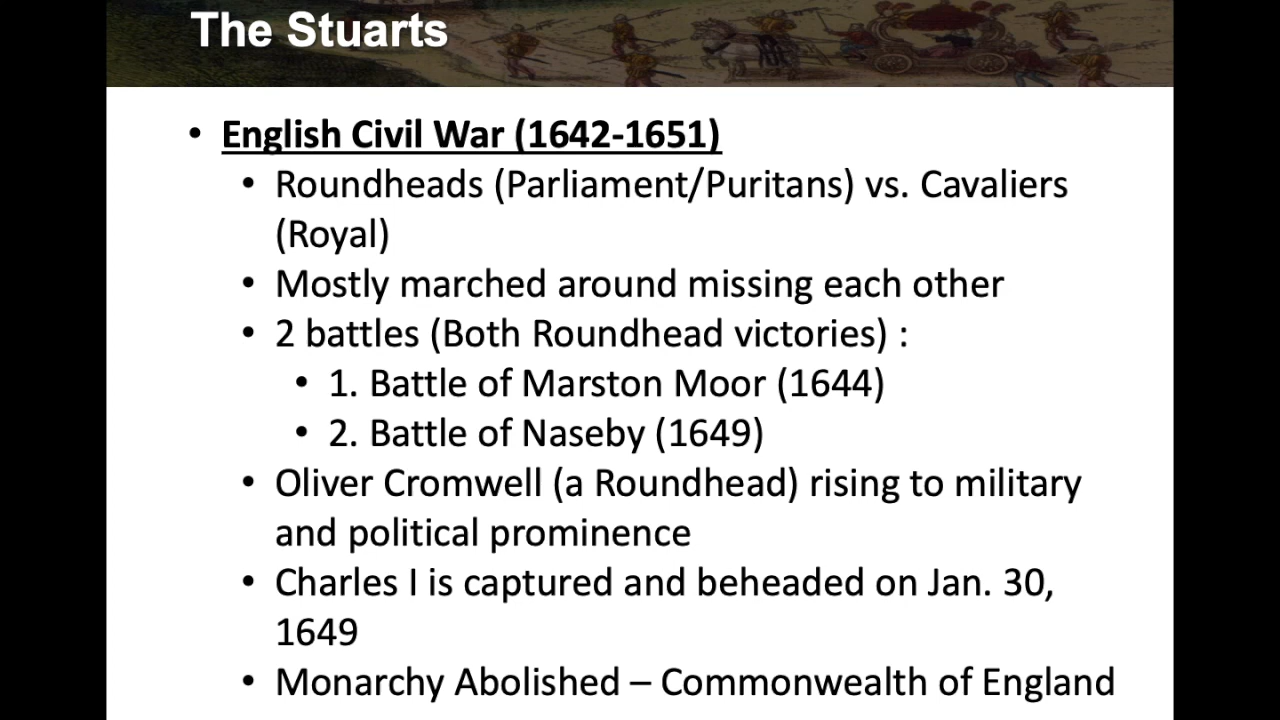 The Stuarts
• English Civil War (1642-1651)
• Roundheads (Parliament/Puritans) vs. Cavaliers
(Royal)
• Mostly marched around missing each other
• 2 battles (Both Roundhead victories) :
• 1. Battle of Marston Moor (1644)
• 2. Battle of Naseby (1649)
• Oliver Cromwell (a Roundhead) rising to military
and political prominence
• Charles I is captured and beheaded on Jan. 30,
1649
• Monarchy Abolished – Commonwealth of England